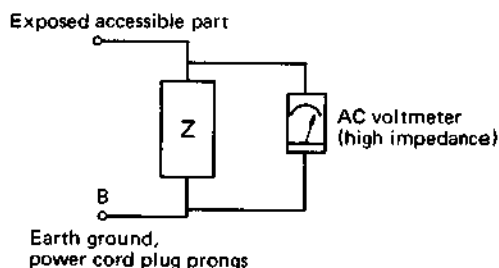 Exposed accessible part
Z
AC voltmeter
(high impedance)
B
Earth ground,
power cord plug prongs